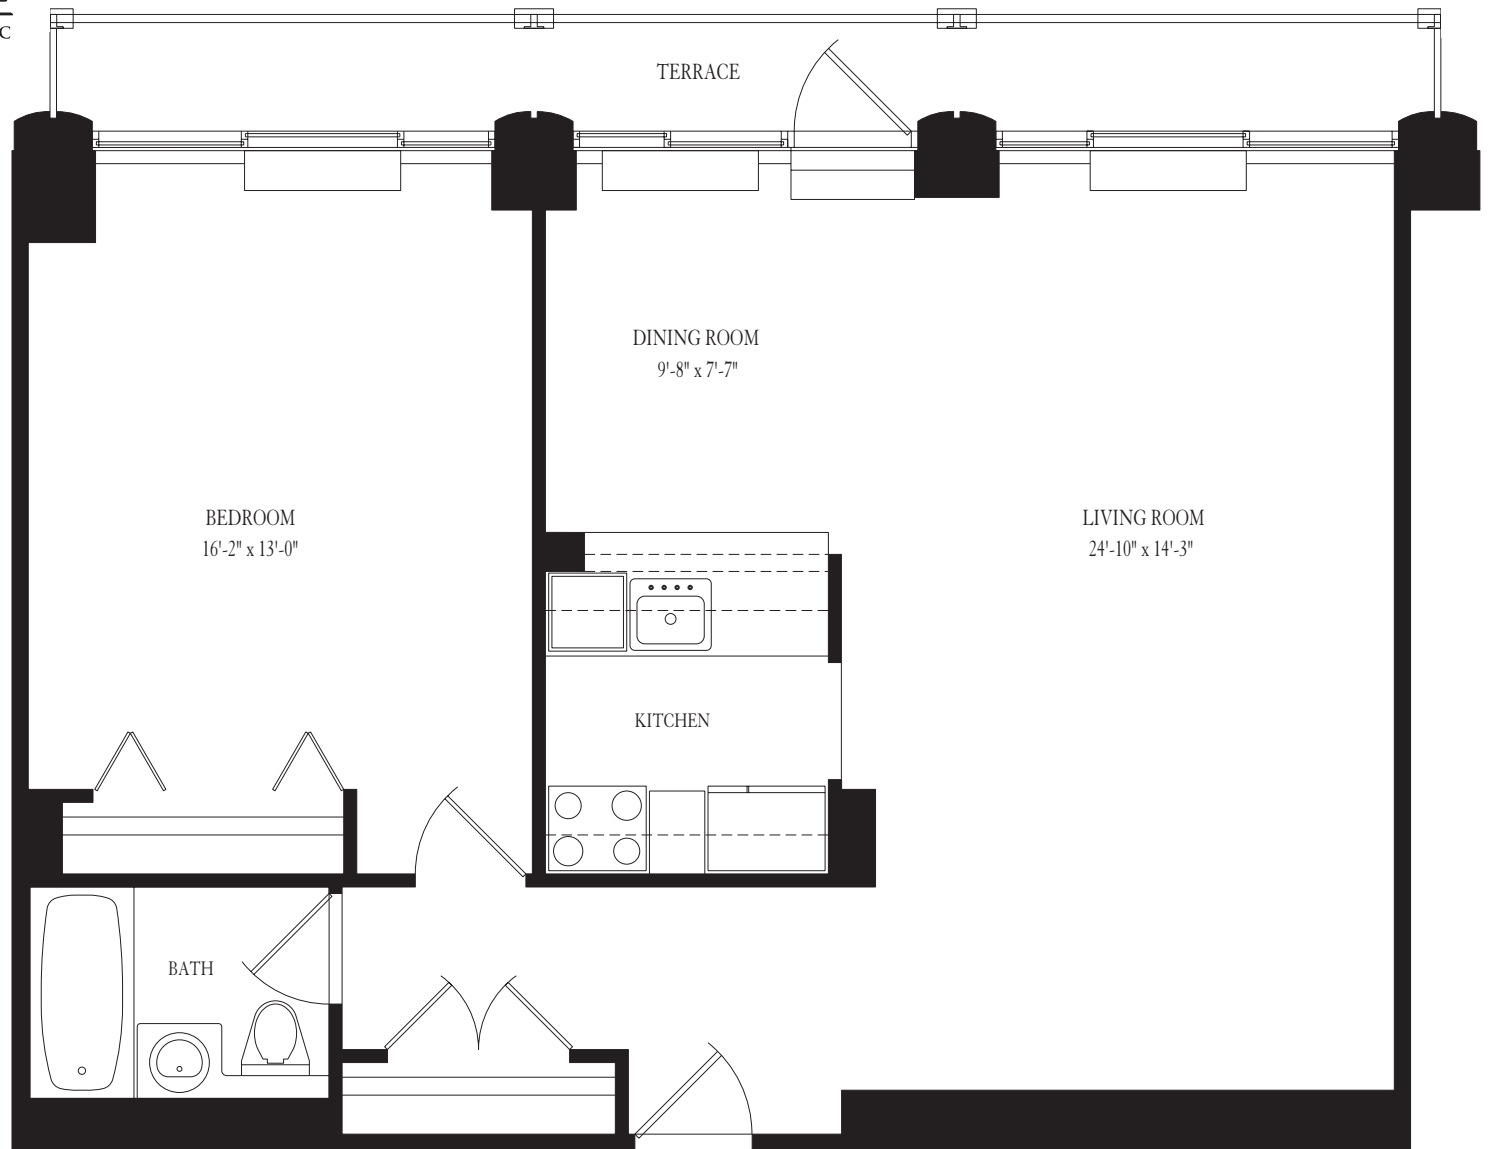 C
TERRACE
DINING ROOM
9'-8" x 7'-7"
BEDROOM
16'-2" x 13'-0"
LIVING ROOM
24'-10" x 14'-3"
KITCHEN
BATH